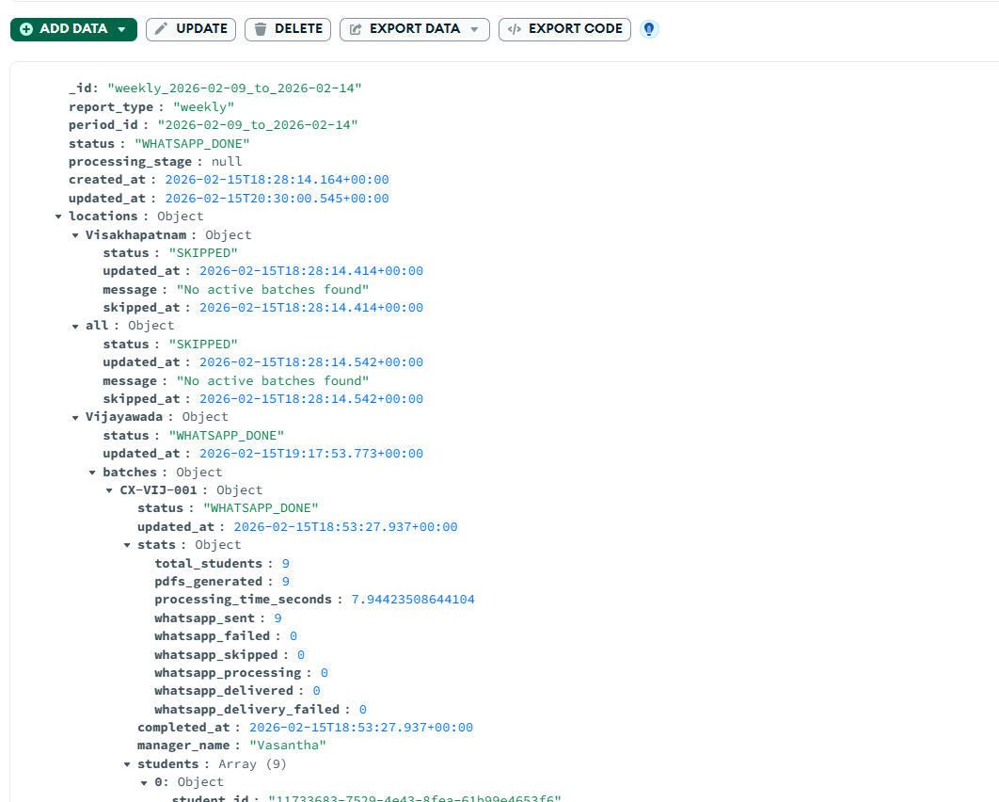 ADD DATA UPDATE DELETE EXPORT DATA EXPORT CODE
_id: "weekly_2026-02-09_to_2026-02-14"
report_type : "weekly"
period_id : "2026-02-09_to_2026-02-14"
status : "WHATSAPP_DONE"
processing_stage : null
created_at : 2026-02-15T18:28:14.164+00:00
updated_at : 2026-02-15T20:30:00.545+00:00
locations : Object
Visakhapatnam : Object
status : "SKIPPED"
updated_at : 2026-02-15T18:28:14.414+00:00
message : "No active batches found"
skipped_at : 2026-02-15T18:28:14.414+00:00
all : Object
status : "SKIPPED"
updated_at : 2026-02-15T18:28:14.542+00:00
message : "No active batches found"
skipped_at : 2026-02-15T18:28:14.542+00:00
Vijayawada : Object
status : "WHATSAPP_DONE"
updated_at : 2026-02-15T19:17:53.773+00:00
batches : Object
CX-VIJ-001 : Object
status : "WHATSAPP_DONE"
updated_at : 2026-02-15T18:53:27.937+00:00
stats : Object
total_students : 9
pdfs_generated : 9
processing_time_seconds : 7.94423508644104
whatsapp_sent : 9
whatsapp_failed : 0
whatsapp_skipped : 0
whatsapp_processing : 0
whatsapp_delivered : 0
whatsapp_delivery_failed : 0
completed_at : 2026-02-15T18:53:27.937+00:00
manager_name : "Vasantha"
students : Array (9)
0: Object
student_id : "11733683-7529-4e43-8fea-61b99e4653f6"